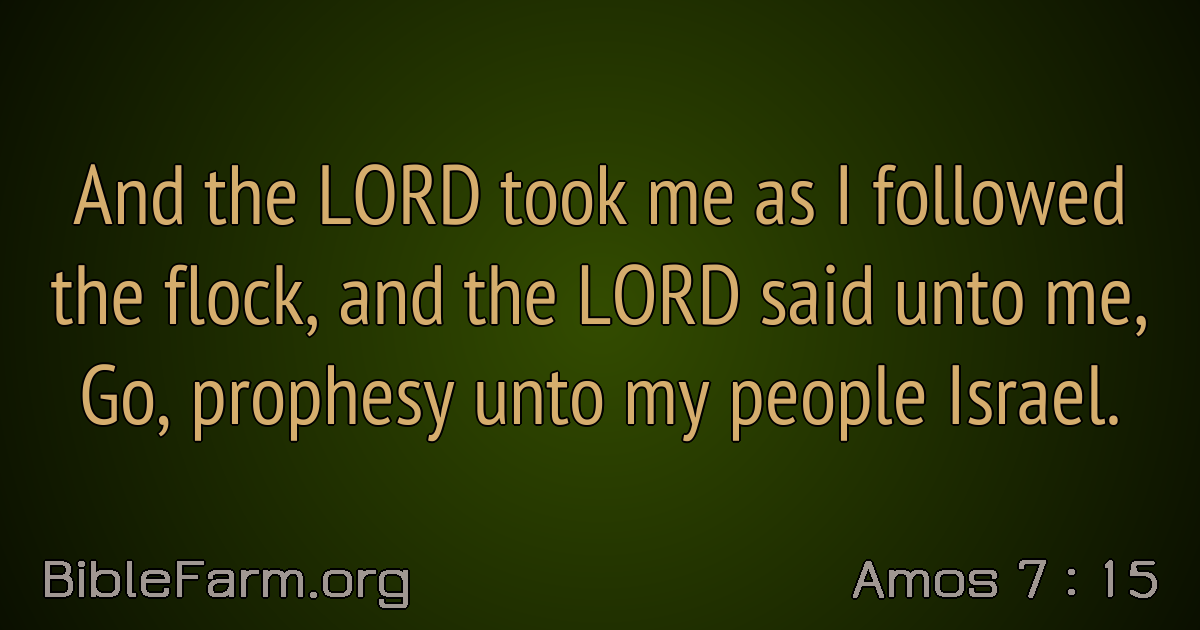 And the LORD took me as I followed
the flock, and the LORD said unto me,
Go, prophesy unto my people Israel.
BibleFarm.org
Amos 7 : 15